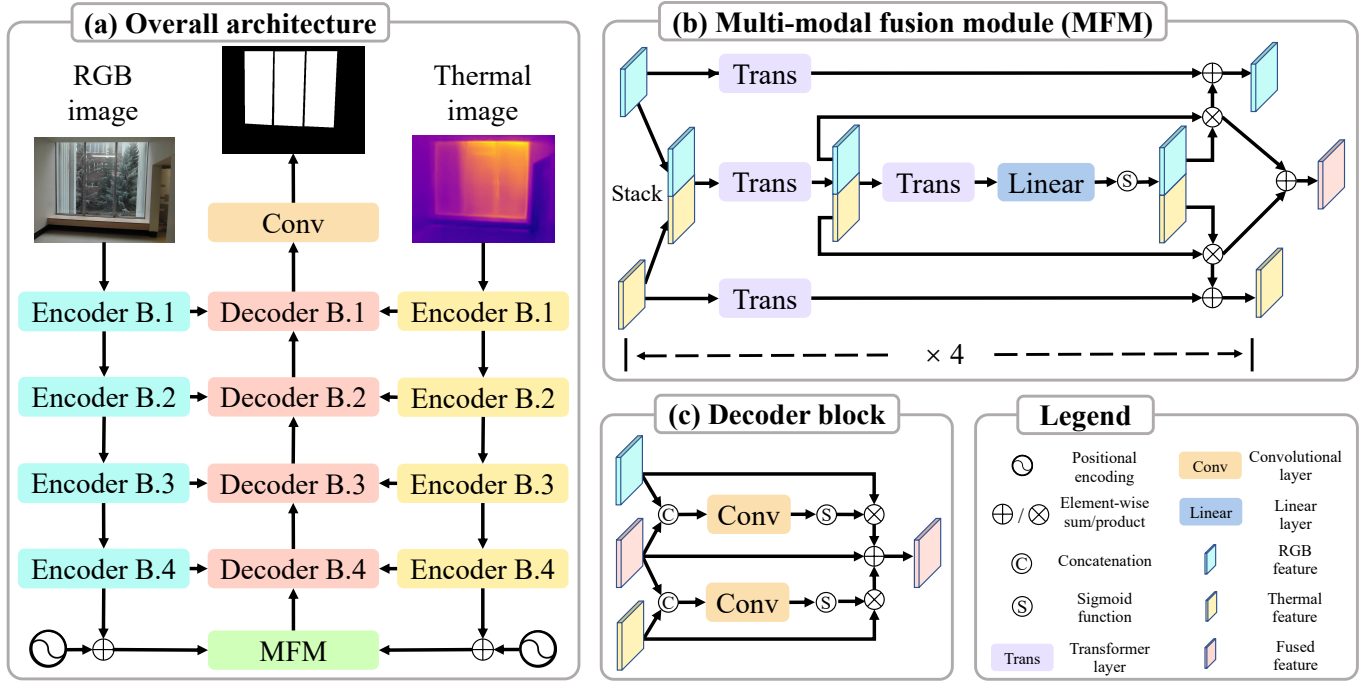 (a) Overall architecture
RGB
image
Thermal
image
Conv
Encoder B.1
Decoder B.1
Encoder B.1
Encoder B.2
Decoder B.2
Encoder B.2
Encoder B.3
Decoder B.3
Encoder B.3
Encoder B.4
Decoder B.4
Encoder B.4
MFM
(b) Multi-modal fusion module (MFM)
Trans
Stack
Trans
Trans
Linear
S
Trans
× 4
(c) Decoder block
C
Conv
S
C
Conv
S
Legend
Positional
encoding
Conv
Convolutional
layer
/
Element-wise
sum/product
Linear
Linear
layer
C
Concatenation
RGB
feature
S
Sigmoid
function
Thermal
feature
Trans
Transformer
layer
Fused
feature